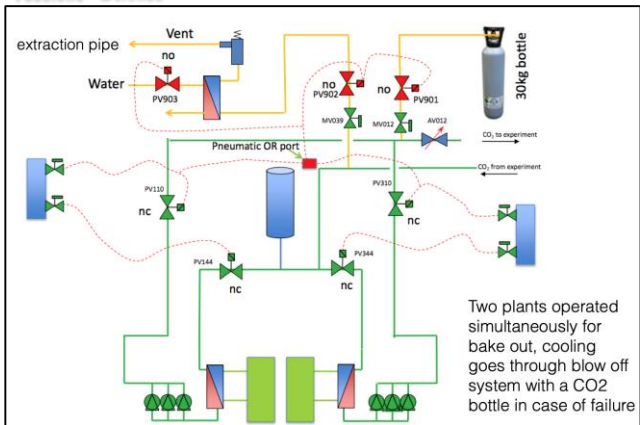 Vent
extraction pipe
no
Water
PV903
no
PV902
no
PV901
30kg bottle
MV039
MV012
AV012
CO₂ to experiment
Pneumatic OR port
CO₂ from experiment
PV110
nc
PV310
nc
PV144
nc
PV344
nc
Two plants operated
simultaneously for
bake out, cooling
goes through blow off
system with a CO2
bottle in case of failure